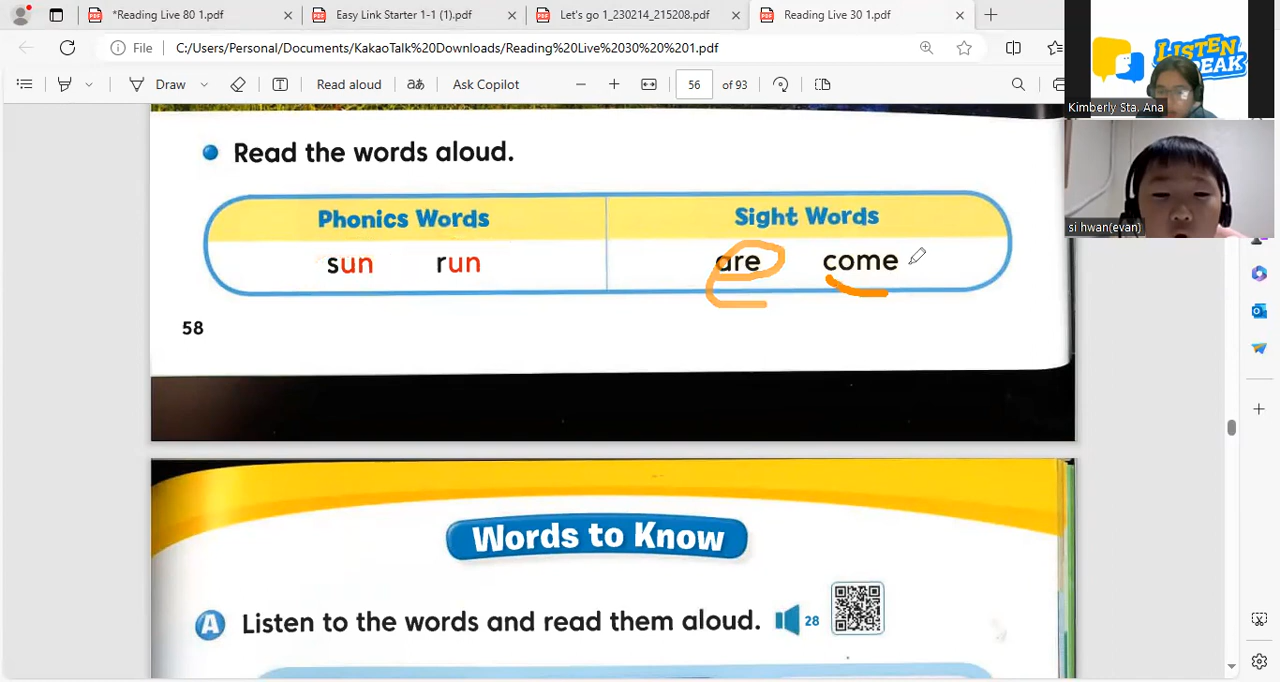 *Reading Live 80 1.pdf
Easy Link Starter 1-1 (1).pdf
Let's go 1_230214_215208.pdf
Reading Live 30 1.pdf
File
C:/Users/Personal/Documents/KakaoTalk%20Downloads/Reading%20Live%2030%20%201.pdf
Draw
Read aloud
aあ
Ask Copilot
56
of 93
LISTEN
Kimberly Sta. Ana
si hwan(evan)
Read the words aloud.
Phonics Words
Sight Words
sun run
are come
58
Words to Know
A Listen to the words and read them aloud. 28